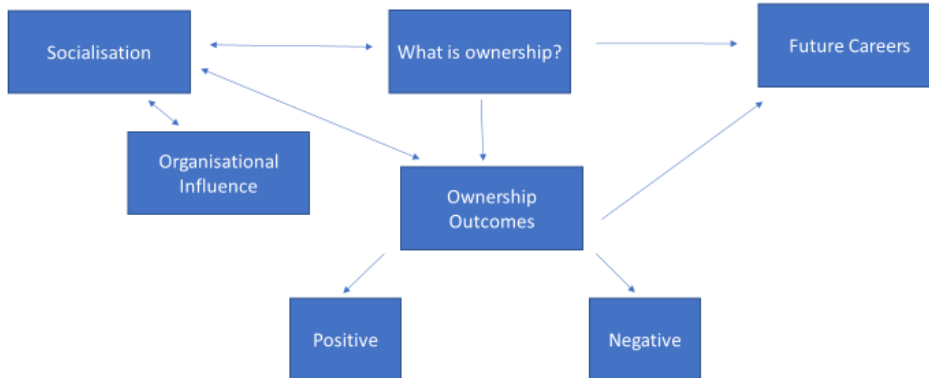 Socialisation
What is ownership?
Future Careers
Organisational
Influence
Ownership
Outcomes
Positive
Negative